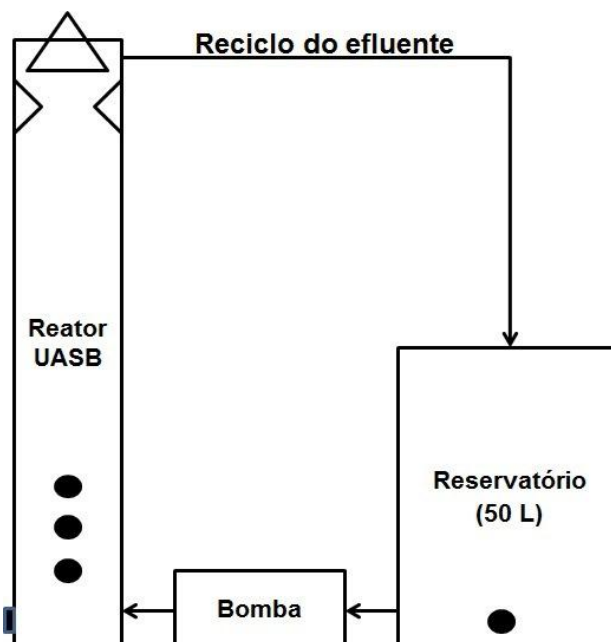 Reciclo do efluente
Reator
UASB
Reservatório
(50 L)
Bomba